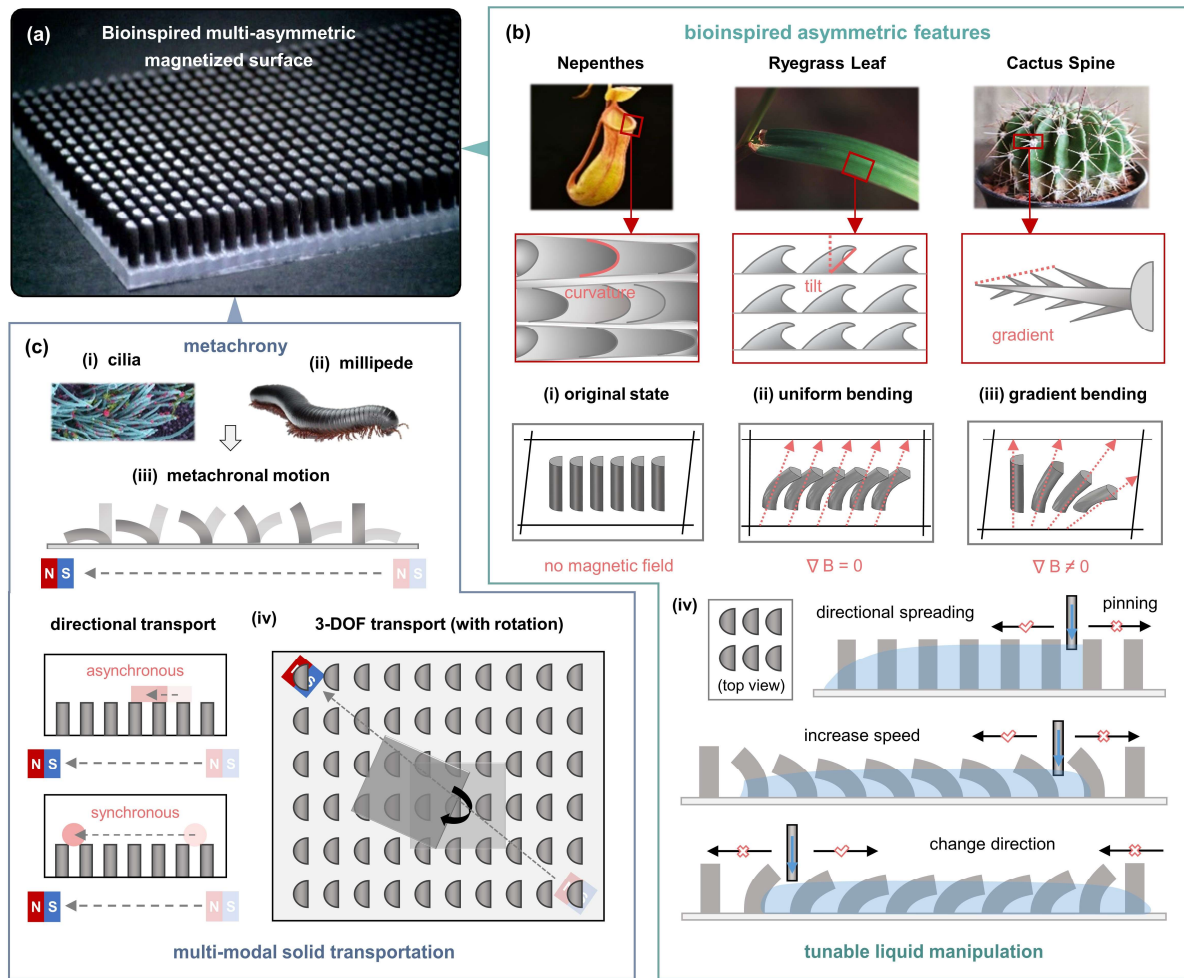 (a)
Bioinspired multi-asymmetric
magnetized surface
(b)
bioinspired asymmetric features
Nepenthes
Ryegrass Leaf
Cactus Spine
curvature
tilt
gradient
(i) original state
(ii) uniform bending
(iii) gradient bending
no magnetic field
∇ B = 0
∇ B ≠ 0
(iv)
(top view)
directional spreading
pinning
increase speed
change direction
tunable liquid manipulation
(c)
metachrony
(i) cilia
(ii) millipede
(iii) metachronal motion
N S
N S
directional transport
asynchronous
N S
N S
synchronous
N S
N S
(iv)
3-DOF transport (with rotation)
N S
N S
multi-modal solid transportation